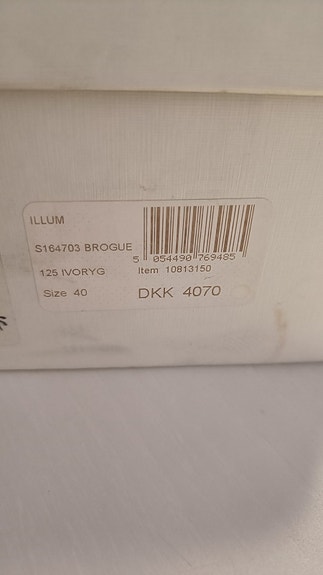 ILLUM
S164703 BROGUE
5 054490 769485
125 IVORYG Item 10813150
Size 40 DKK 4070